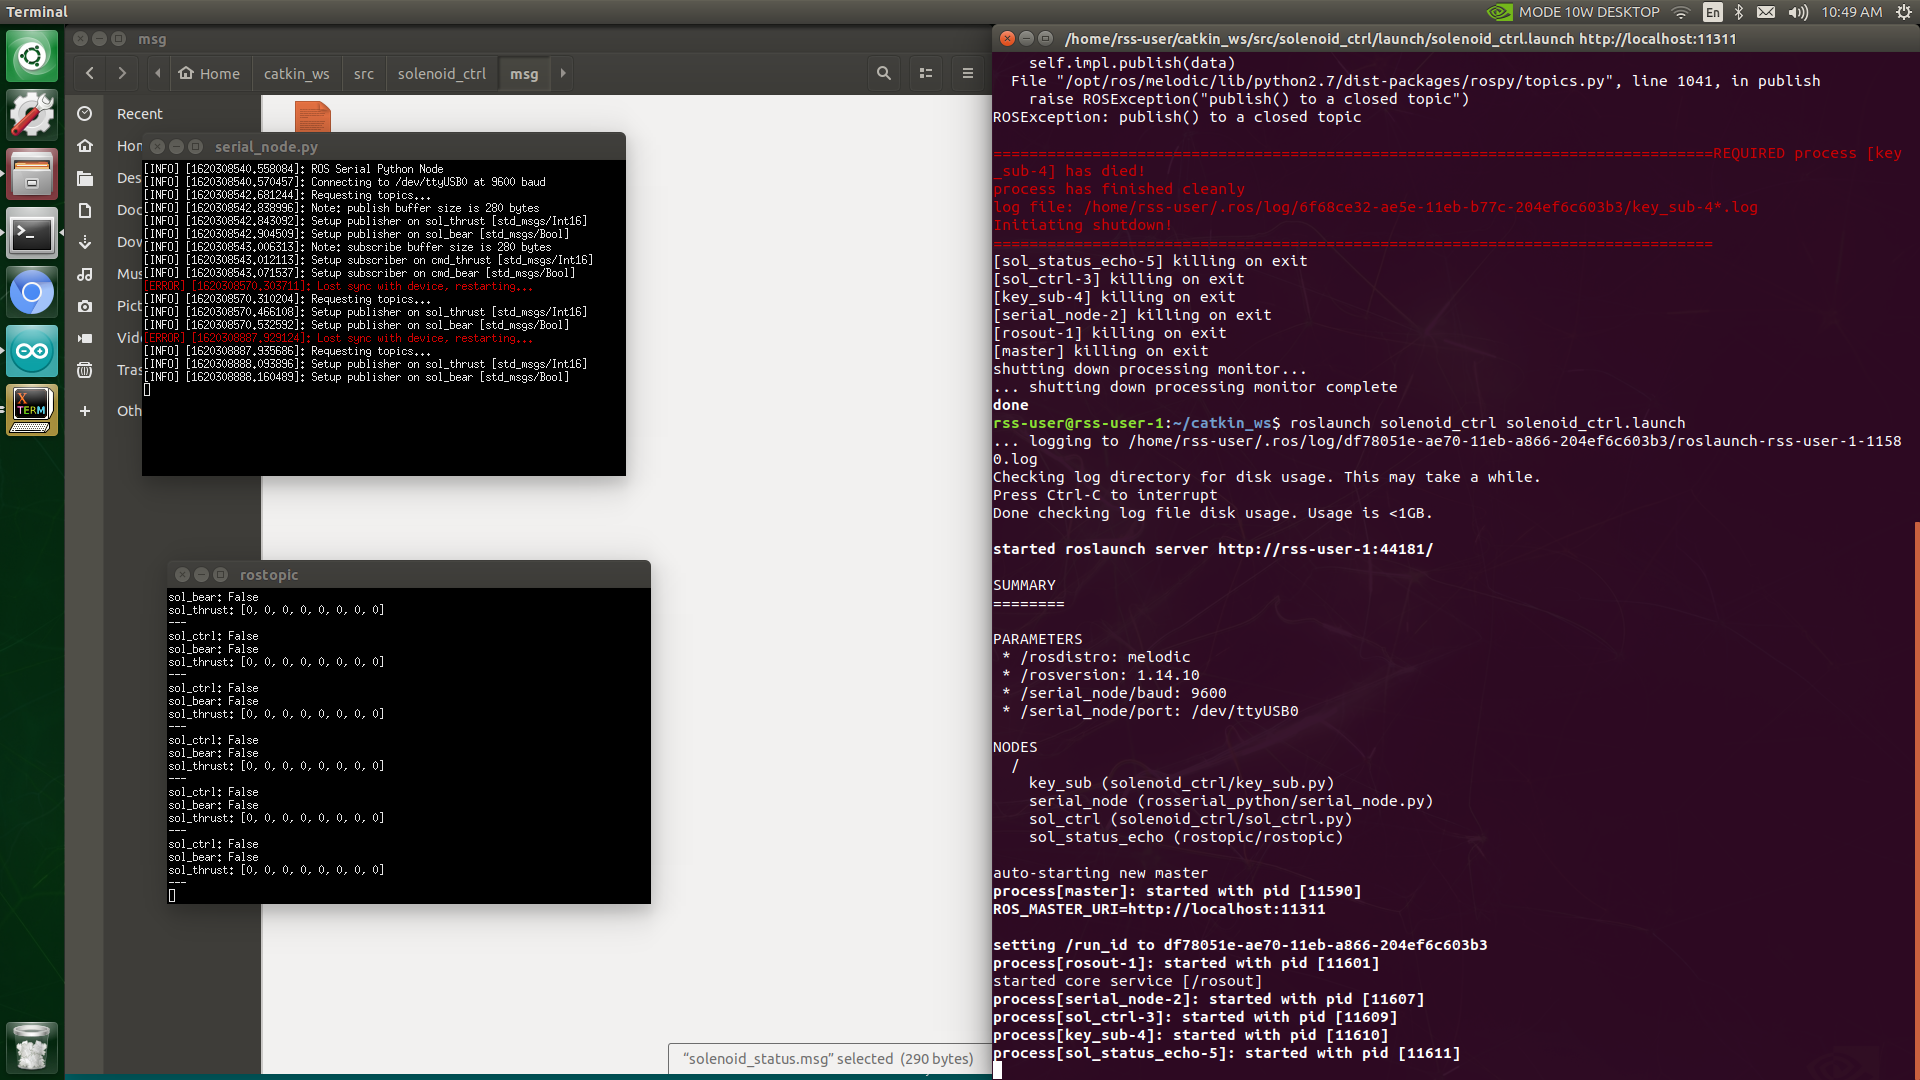 Terminal
MODE 10W DESKTOP
En
10:49 AM
msg
Home
catkin_ws
src
solenoid_ctrl
msg
Recent
Hon
Des
Doc
Dov
Mus
Pict
Vide
Tras
Oth
XTERM
serial_node.py
[INFO] [1620308540.558084]: ROS Serial Python Node
[INFO] [1620308540.570457]: Connecting to /dev/ttyUSB0 at 9600 baud
[INFO] [1620308542.681244]: Requesting topics...
[INFO] [1620308542.838996]: Note: publish buffer size is 280 bytes
[INFO] [1620308542.843092]: Setup publisher on sol_thrust [std_msgs/Int16]
[INFO] [1620308542.904509]: Setup publisher on sol_bear [std_msgs/Bool]
[INFO] [1620308543.006313]: Note: subscribe buffer size is 280 bytes
[INFO] [1620308543.012113]: Setup subscriber on cmd_thrust [std_msgs/Int16]
[INFO] [1620308543.071537]: Setup subscriber on cmd_bear [std_msgs/Bool]
[ERROR] [1620308570.303711]: Lost sync with device, restarting...
[INFO] [1620308570.310204]: Requesting topics...
[INFO] [1620308570.466108]: Setup publisher on sol_thrust [std_msgs/Int16]
[INFO] [1620308570.532592]: Setup publisher on sol_bear [std_msgs/Bool]
[ERROR] [1620308887.929124]: Lost sync with device, restarting...
[INFO] [1620308887.935686]: Requesting topics...
[INFO] [1620308888.093896]: Setup publisher on sol_thrust [std_msgs/Int16]
[INFO] [1620308888.160489]: Setup publisher on sol_bear [std_msgs/Bool]
rostopic
sol_bear: False
sol_thrust: [0, 0, 0, 0, 0, 0, 0, 0]
---
sol_ctrl: False
sol_bear: False
sol_thrust: [0, 0, 0, 0, 0, 0, 0, 0]
---
sol_ctrl: False
sol_bear: False
sol_thrust: [0, 0, 0, 0, 0, 0, 0, 0]
---
sol_ctrl: False
sol_bear: False
sol_thrust: [0, 0, 0, 0, 0, 0, 0, 0]
---
sol_ctrl: False
sol_bear: False
sol_thrust: [0, 0, 0, 0, 0, 0, 0, 0]
---
sol_ctrl: False
sol_bear: False
sol_thrust: [0, 0, 0, 0, 0, 0, 0, 0]
---
“solenoid_status.msg” selected (290 bytes)
/home/rss-user/catkin_ws/src/solenoid_ctrl/launch/solenoid_ctrl.launch http://localhost:11311
self.impl.publish(data)
File "/opt/ros/melodic/lib/python2.7/dist-packages/rospy/topics.py", line 1041, in publish
raise ROSException("publish() to a closed topic")
ROSException: publish() to a closed topic
================================================================================REQUIRED process [key
_sub-4] has died!
process has finished cleanly
log file: /home/rss-user/.ros/log/6f68ce32-ae5e-11eb-b77c-204ef6c603b3/key_sub-4*.log
Initiating shutdown!
================================================================================
[sol_status_echo-5] killing on exit
[sol_ctrl-3] killing on exit
[key_sub-4] killing on exit
[serial_node-2] killing on exit
[rosout-1] killing on exit
[master] killing on exit
shutting down processing monitor...
... shutting down processing monitor complete
done
rss-user@rss-user-1:~/catkin_ws$ roslaunch solenoid_ctrl solenoid_ctrl.launch
... logging to /home/rss-user/.ros/log/df78051e-ae70-11eb-a866-204ef6c603b3/roslaunch-rss-user-1-1158
0.log
Checking log directory for disk usage. This may take a while.
Press Ctrl-C to interrupt
Done checking log file disk usage. Usage is <1GB.
started roslaunch server http://rss-user-1:44181/
SUMMARY
========
PARAMETERS
* /rosdistro: melodic
* /rosversion: 1.14.10
* /serial_node/baud: 9600
* /serial_node/port: /dev/ttyUSB0
NODES
/
key_sub (solenoid_ctrl/key_sub.py)
serial_node (rosserial_python/serial_node.py)
sol_ctrl (solenoid_ctrl/sol_ctrl.py)
sol_status_echo (rostopic/rostopic)
auto-starting new master
process[master]: started with pid [11590]
ROS_MASTER_URI=http://localhost:11311
setting /run_id to df78051e-ae70-11eb-a866-204ef6c603b3
process[rosout-1]: started with pid [11601]
started core service [/rosout]
process[serial_node-2]: started with pid [11607]
process[sol_ctrl-3]: started with pid [11609]
process[key_sub-4]: started with pid [11610]
process[sol_status_echo-5]: started with pid [11611]